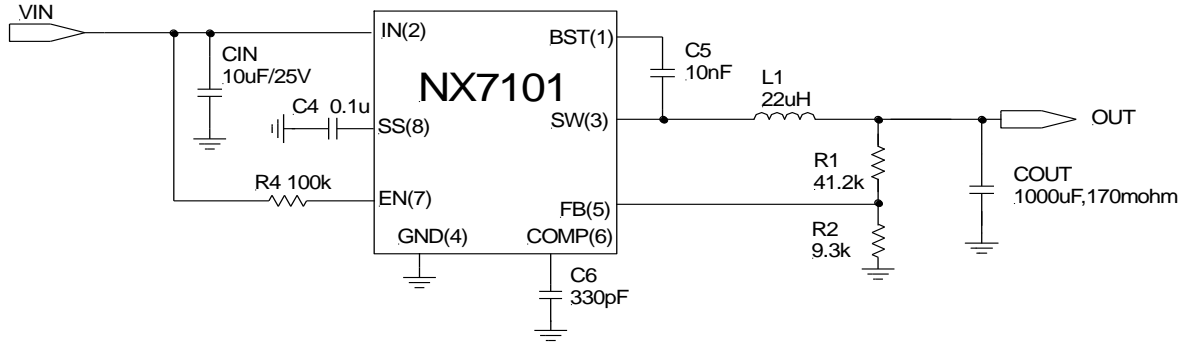 VIN
IN(2)
BST(1)
CIN
10uF/25V
C5
10nF
NX7101
L1
22uH
C4 0.1u
SS(8)
SW(3)
OUT
R1
41.2k
COUT
1000uF,170mohm
R4 100k
EN(7)
FB(5)
R2
9.3k
GND(4)
COMP(6)
C6
330pF